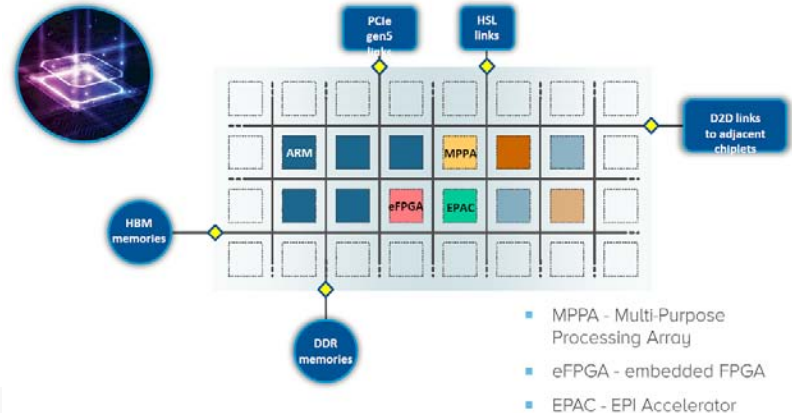 PCIe
gen5
links
HSL
links
D2D links
to adjacent
chiplets
ARM
MPPA
eFPGA
EPAC
HBM
memories
DDR
memories
MPPA - Multi-Purpose
Processing Array
eFPGA - embedded FPGA
EPAC - EPI Accelerator